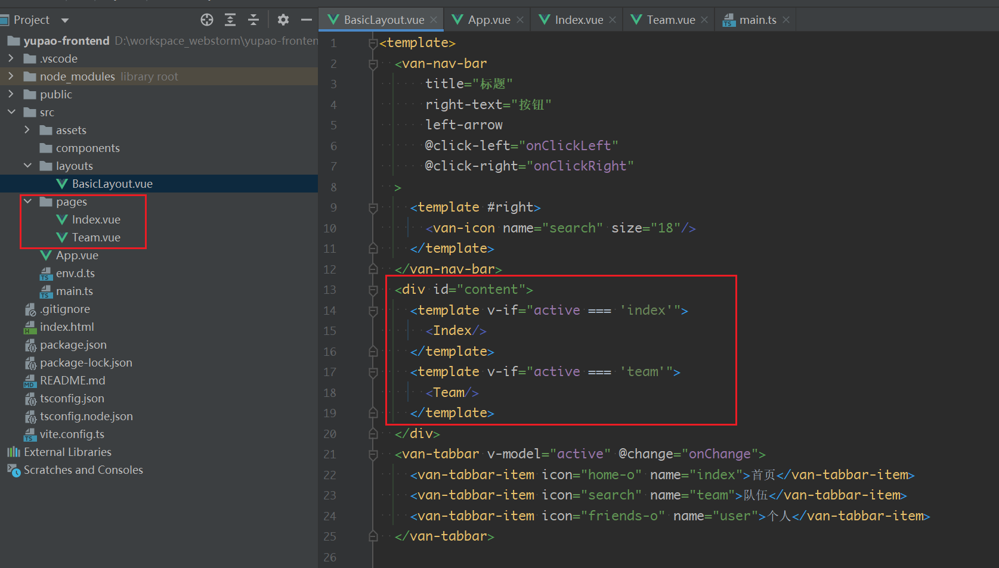 Project
yupao-frontend D:\workspace_webstorm\yupao-fronten
.vscode
node_modules library root
public
src
assets
components
layouts
BasicLayout.vue
pages
Index.vue
Team.vue
App.vue
env.d.ts
main.ts
.gitignore
index.html
package.json
package-lock.json
README.md
tsconfig.json
tsconfig.node.json
vite.config.ts
External Libraries
Scratches and Consoles
BasicLayout.vue App.vue Index.vue Team.vue main.ts
1 <template>
2 <van-nav-bar
3 title="标题"
4 right-text="按钮"
5 left-arrow
6 @click-left="onClickLeft"
7 @click-right="onClickRight"
8 >
9 <template #right>
10 <van-icon name="search" size="18"/>
11 </template>
12 </van-nav-bar>
13 <div id="content">
14 <template v-if="active === 'index'">
15 <Index/>
16 </template>
17 <template v-if="active === 'team'">
18 <Team/>
19 </template>
20 </div>
21 <van-tabbar v-model="active" @change="onChange">
22 <van-tabbar-item icon="home-o" name="index">首页</van-tabbar-item>
23 <van-tabbar-item icon="search" name="team">队伍</van-tabbar-item>
24 <van-tabbar-item icon="friends-o" name="user">个人</van-tabbar-item>
25 </van-tabbar>
26